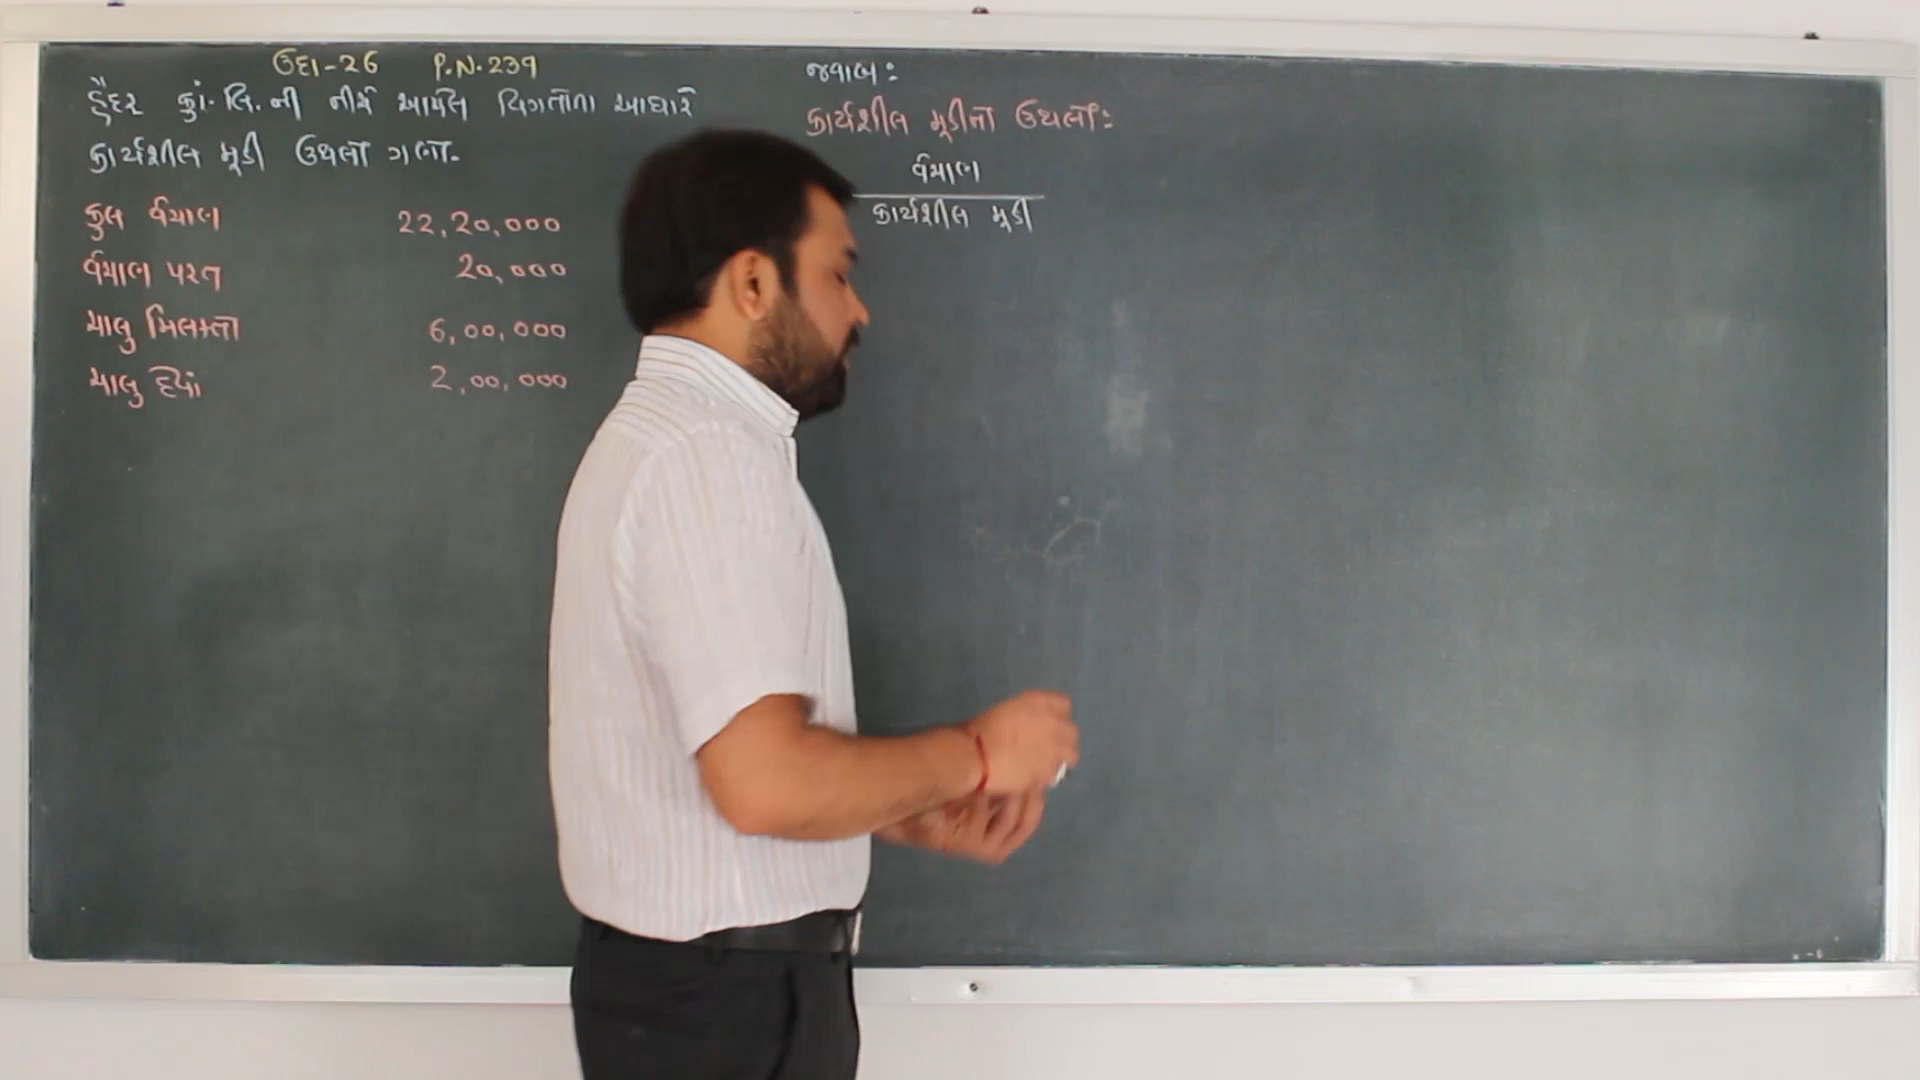 ઉદા-26 P.N.239
હૈદર કાં. લિ. ની નીચે આપેલ વિગતોના આધારે
કાર્યશીલ મૂડી ઉથલો ગણો.
કુલ વેચાણ 22,20,000
વેચાણ પરત 20,000
ચાલુ મિલકતો 6,00,000
ચાલુ દેવાં 2,00,000
જવાબ:
કાર્યશીલ મૂડીનો ઉથલો:
વેચાણ
કાર્યશીલ મૂડી